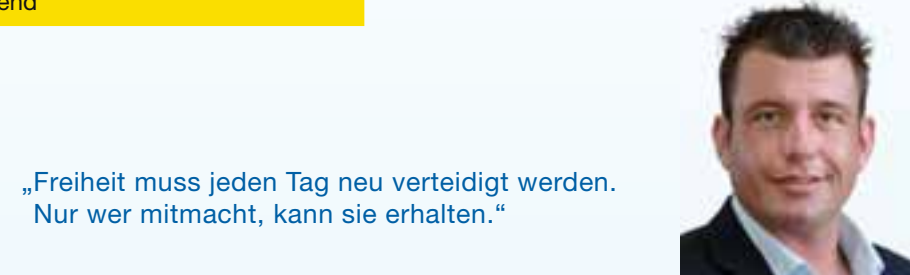 end
„Freiheit muss jeden Tag neu verteidigt werden.
Nur wer mitmacht, kann sie erhalten.“